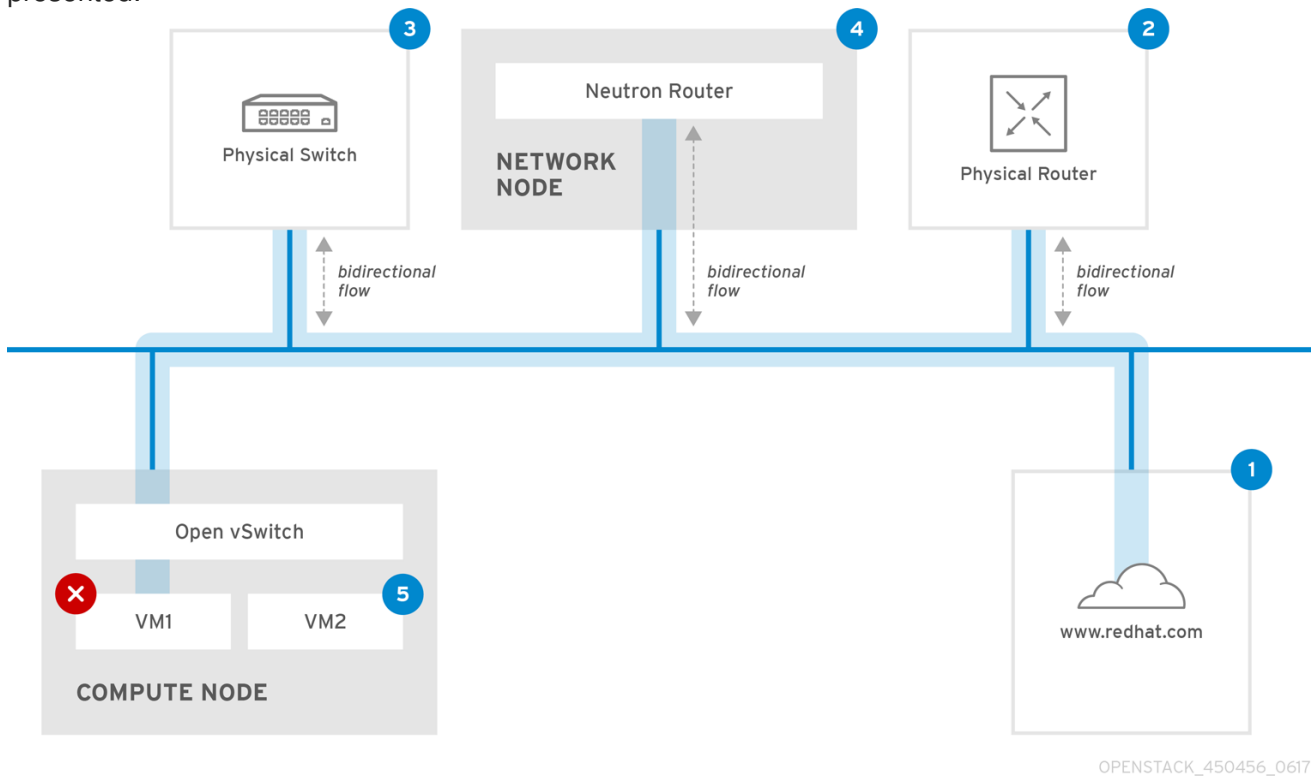 presented:
3
4
2
Neutron Router
Physical Switch
NETWORK
NODE
Physical Router
bidirectional
flow
bidirectional
flow
bidirectional
flow
1
Open vSwitch
5
VM1
VM2
www.redhat.com
COMPUTE NODE
OPENSTACK_450456_0617